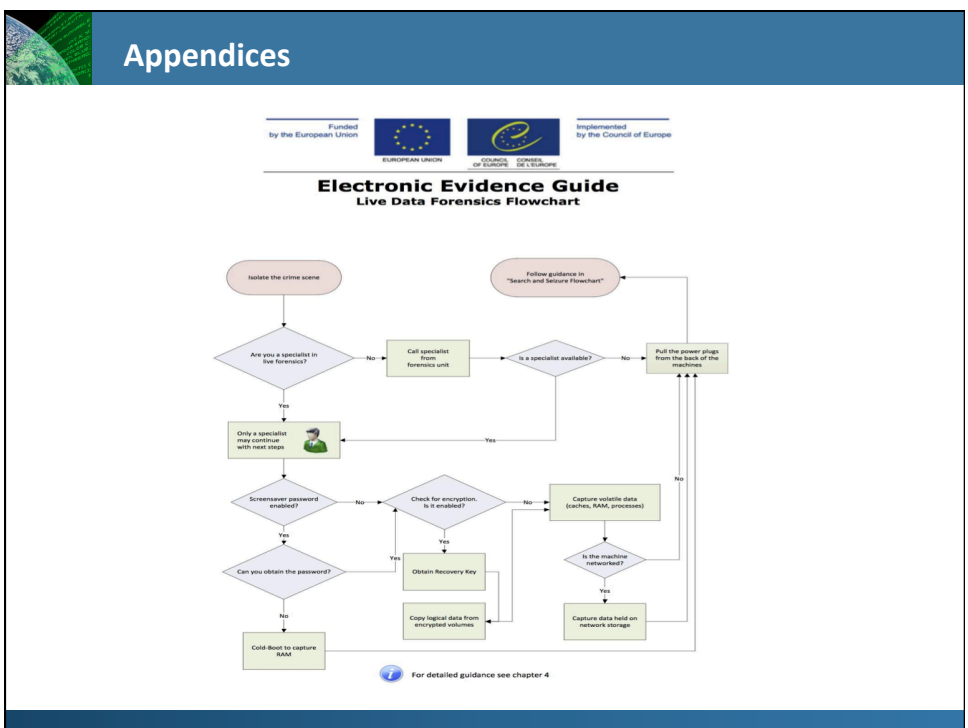 Appendices
Funded
by the European Union
EUROPEAN UNION
COUNCIL OF EUROPE
CONSEIL DE L'EUROPE
Implemented
by the Council of Europe
Electronic Evidence Guide
Live Data Forensics Flowchart
Isolate the crime scene
Follow guidance in
"Search and Seizure Flowchart"
Are you a specialist in
live forensics?
No
Call specialist
from
forensics unit
Is a specialist available?
No
Pull the power plugs
from the back of the
machines
Yes
Only a specialist
may continue
with next steps
Yes
No
Screensaver password
enabled?
No
Check for encryption.
Is it enabled?
No
Capture volatile data
(caches, RAM, processes)
Yes
Yes
Yes
Can you obtain the password?
Obtain Recovery Key
Is the machine
networked?
Yes
No
Copy logical data from
encrypted volumes
Capture data held on
network storage
Cold-Boot to capture
RAM
i
For detailed guidance see chapter 4